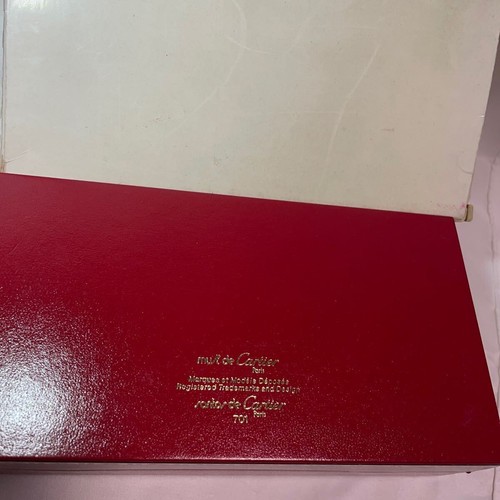 must de Cartier
Paris
Marques et Modèle Déposés
Registered Trademarks and Design
santos de Cartier
Paris
701